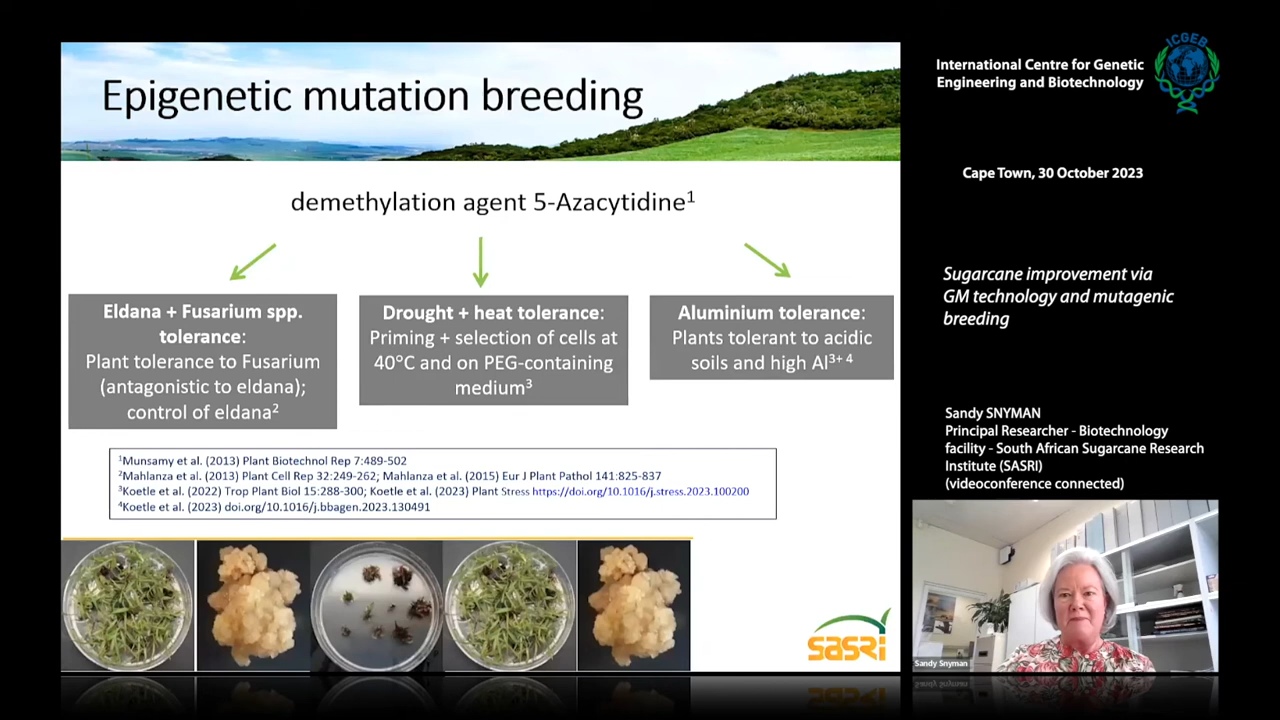 Epigenetic mutation breeding
demethylation agent 5-Azacytidine¹
Eldana + Fusarium spp.
tolerance:
Plant tolerance to Fusarium
(antagonistic to eldana);
control of eldana²
Drought + heat tolerance:
Priming + selection of cells at
40°C and on PEG-containing
medium³
Aluminium tolerance:
Plants tolerant to acidic
soils and high Al³⁺ ⁴
¹Munsamy et al. (2013) Plant Biotechnol Rep 7:489-502
²Mahlanza et al. (2013) Plant Cell Rep 32:249-262; Mahlanza et al. (2015) Eur J Plant Pathol 141:825-837
³Koetle et al. (2022) Trop Plant Biol 15:288-300; Koetle et al. (2023) Plant Stress https://doi.org/10.1016/j.stress.2023.100200
⁴Koetle et al. (2023) doi.org/10.1016/j.bbagen.2023.130491
SASRI
International Centre for Genetic
Engineering and Biotechnology
ICGEB
Cape Town, 30 October 2023
Sugarcane improvement via
GM technology and mutagenic
breeding
Sandy SNYMAN
Principal Researcher - Biotechnology
facility - South African Sugarcane Research
Institute (SASRI)
(videoconference connected)
Sandy Snyman